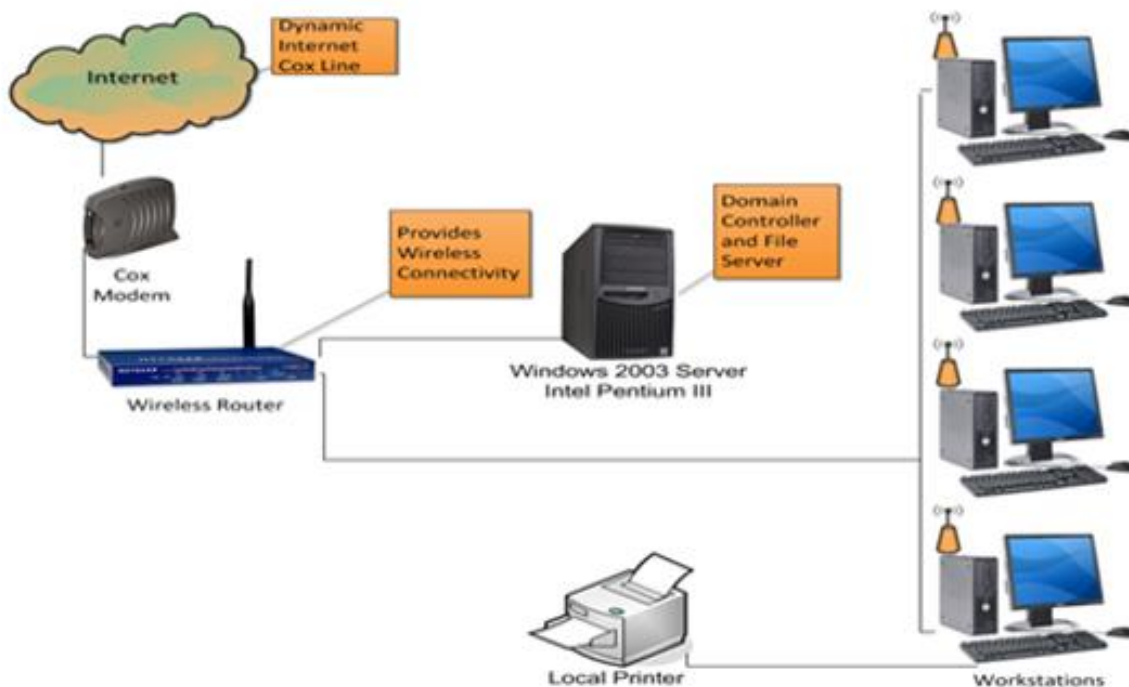 Dynamic
Internet
Cox Line
Internet
Provides
Wireless
Connectivity
Domain
Controller
and File
Server
Cox
Modem
Windows 2003 Server
Intel Pentium III
Wireless Router
Local Printer
Workstations